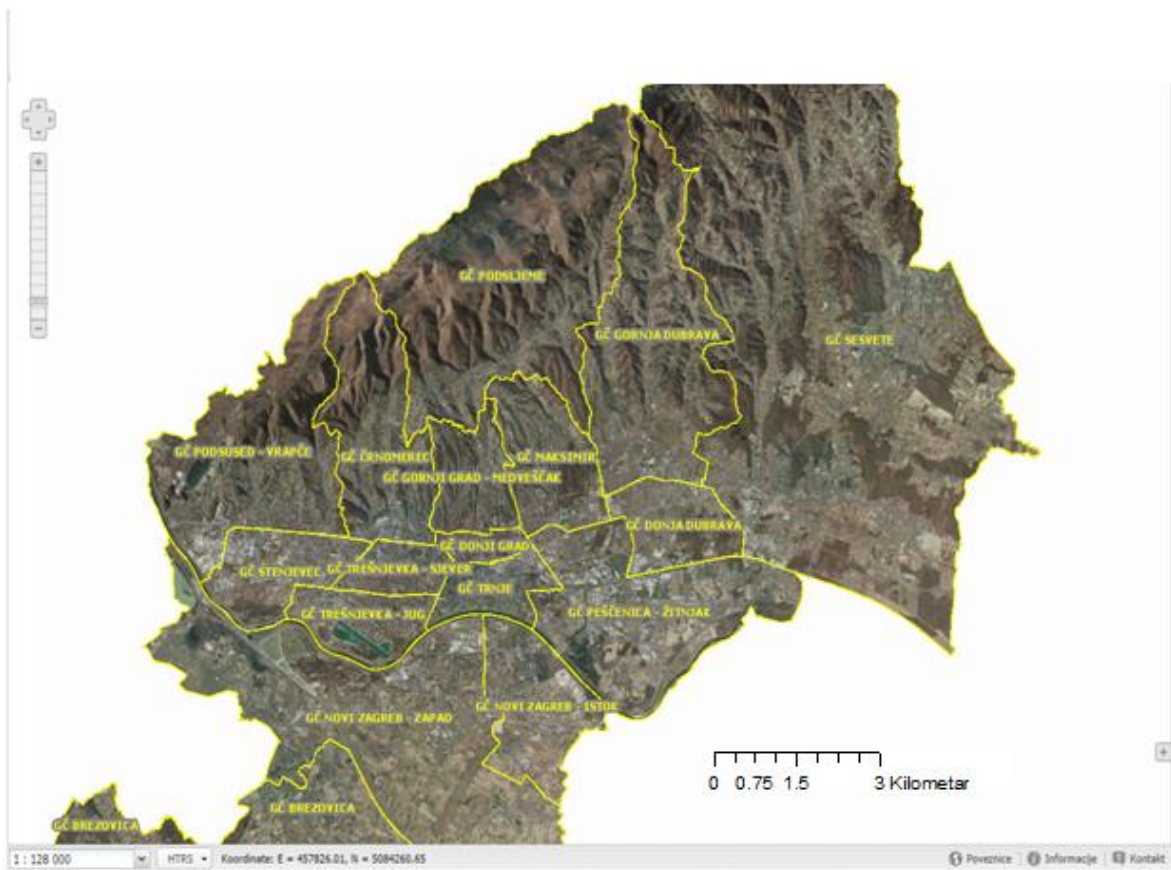 GČ PODSLJEME
GČ GORNJA DUBRAVA
GČ SESVETE
GČ PODSUSED - VRAPČE
GČ ČRNOMEREC
GČ MAKSIMIR
GČ GORNJI GRAD - MEDVEŠČAK
GČ DONJA DUBRAVA
GČ DONJI GRAD
GČ STENJEVEC
GČ TREŠNJEVKA - SJEVER
GČ TRNJE
GČ TREŠNJEVKA - JUG
GČ PEŠČENICA - ŽITNJAK
GČ NOVI ZAGREB - ISTOK
GČ NOVI ZAGREB - ZAPAD
0 0.75 1.5 3 Kilometar
GČ BREZOVICA
GČ BREZOVICA
1 : 128 000 HTRS Koordinate: E = 457826.01, N = 5084260.65 Poveznice Informacije Kontakt